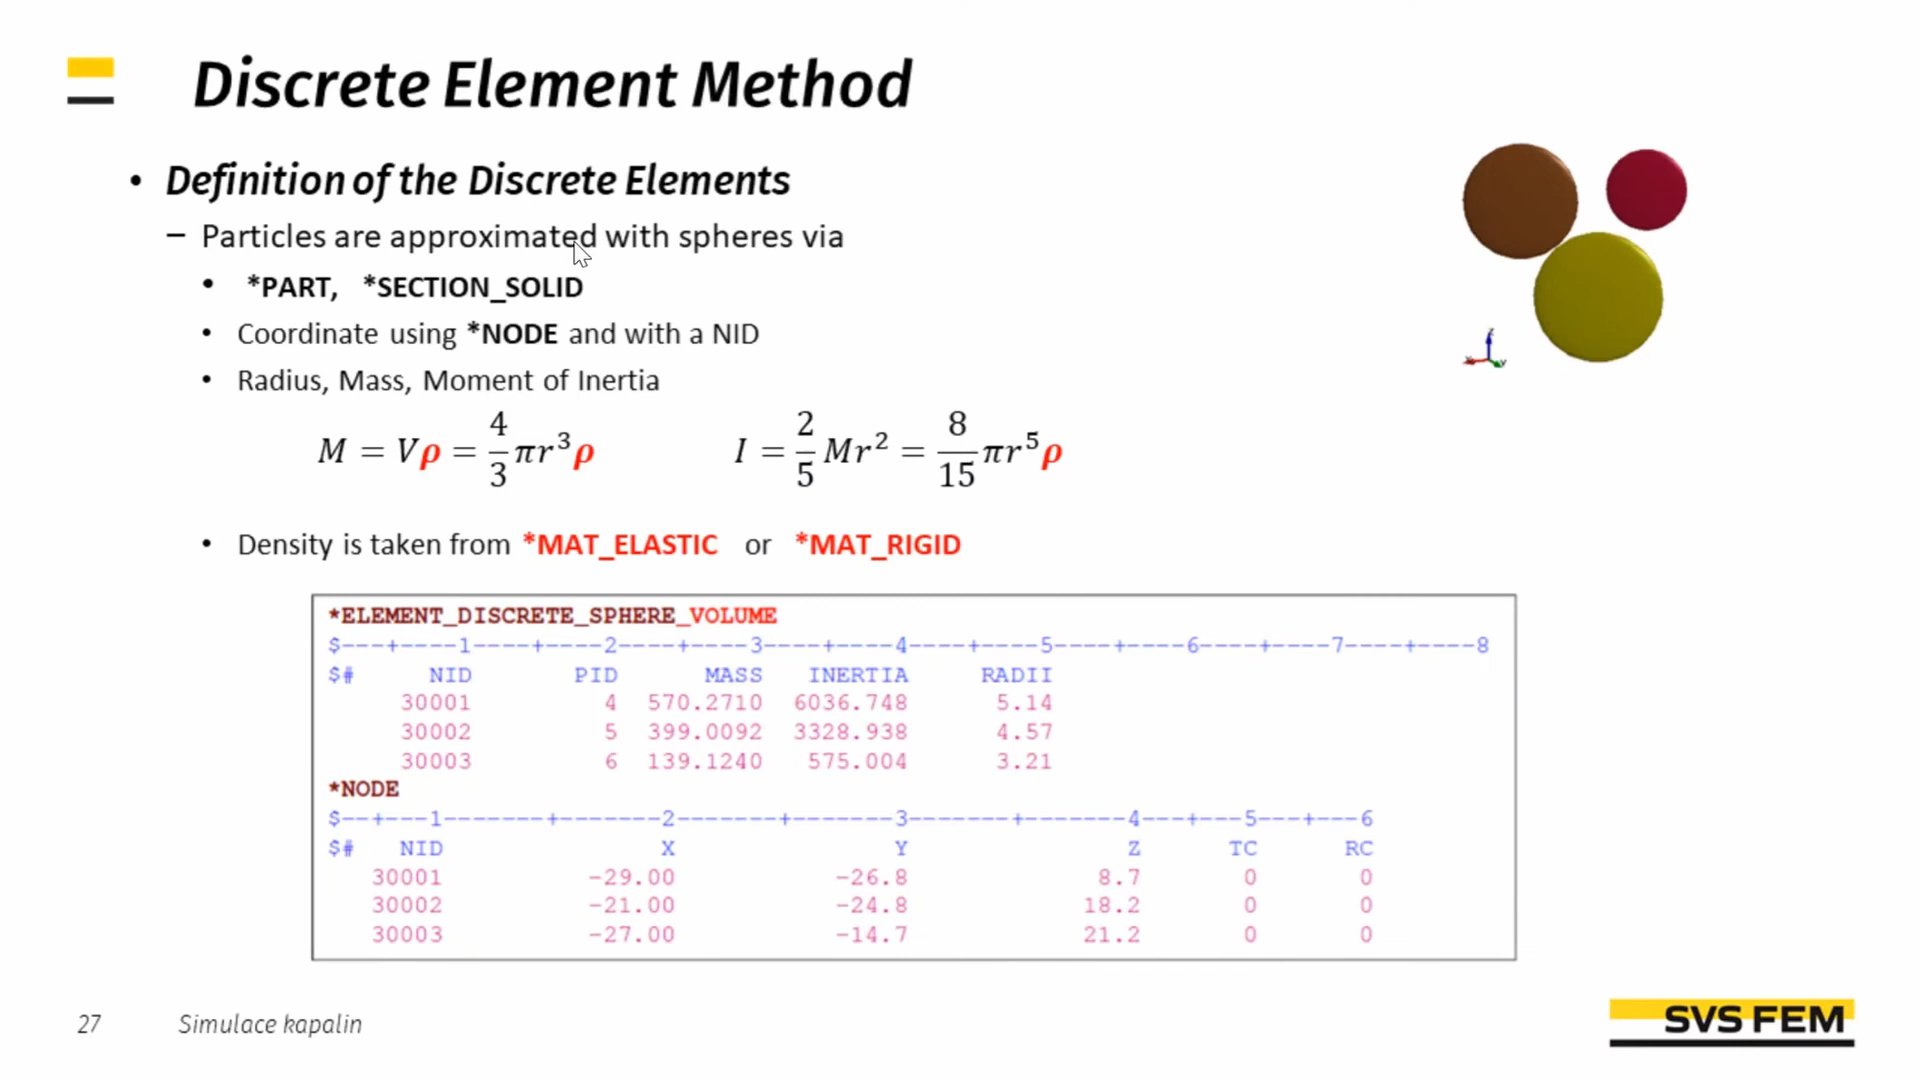 Discrete Element Method
• Definition of the Discrete Elements
– Particles are approximated with spheres via
• *PART, *SECTION_SOLID
• Coordinate using *NODE and with a NID
• Radius, Mass, Moment of Inertia
M = Vρ = 4/3 πr³ρ I = 2/5 Mr² = 8/15 πr⁵ρ
• Density is taken from *MAT_ELASTIC or *MAT_RIGID
*ELEMENT_DISCRETE_SPHERE_VOLUME
$---+----1----+----2----+----3----+----4----+----5----+----6----+----7----+----8
$# NID PID MASS INERTIA RADII
30001 4 570.2710 6036.748 5.14
30002 5 399.0092 3328.938 4.57
30003 6 139.1240 575.004 3.21
*NODE
$--+---1-------+-------2-------+-------3-------+-------4---+---5---+---6
$# NID X Y Z TC RC
30001 -29.00 -26.8 8.7 0 0
30002 -21.00 -24.8 18.2 0 0
30003 -27.00 -14.7 21.2 0 0
27 Simulace kapalin
SVS FEM